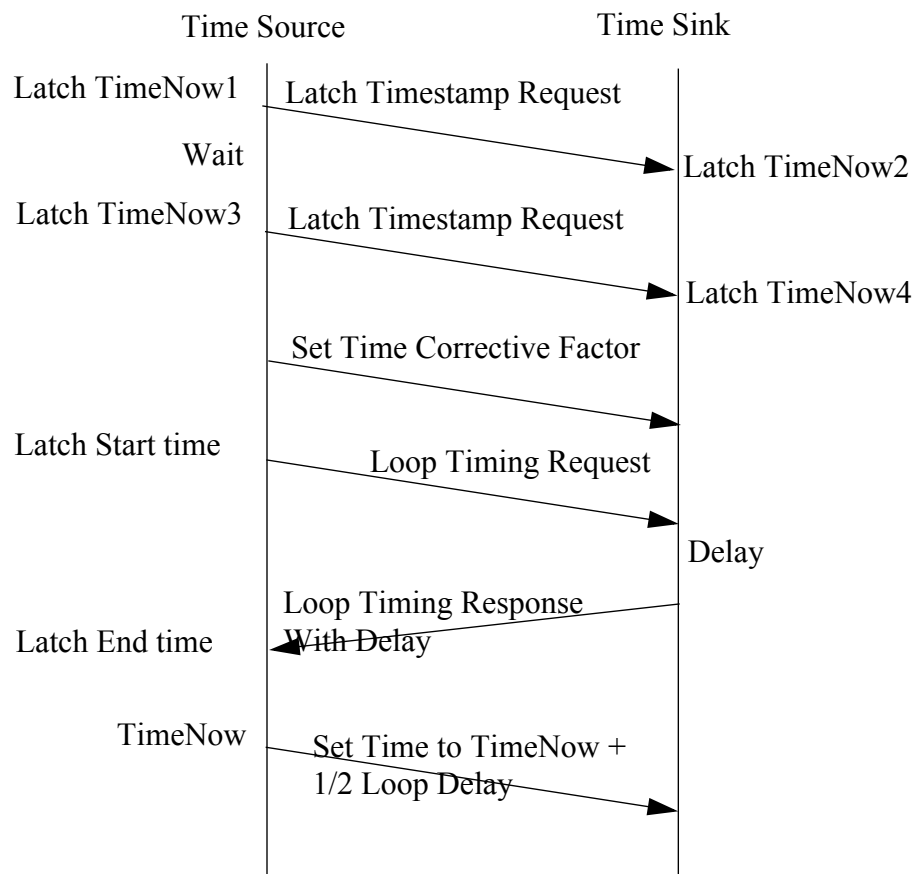 Time Source
Time Sink
Latch TimeNow1
Latch Timestamp Request
Wait
Latch TimeNow2
Latch TimeNow3
Latch Timestamp Request
Latch TimeNow4
Set Time Corrective Factor
Latch Start time
Loop Timing Request
Delay
Loop Timing Response
With Delay
Latch End time
TimeNow
Set Time to TimeNow +
1/2 Loop Delay